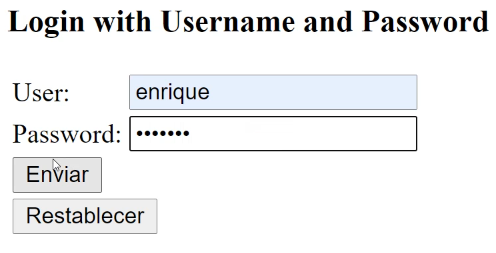 Login with Username and Password
User: enrique
Password: •••••••
Enviar
Restablecer